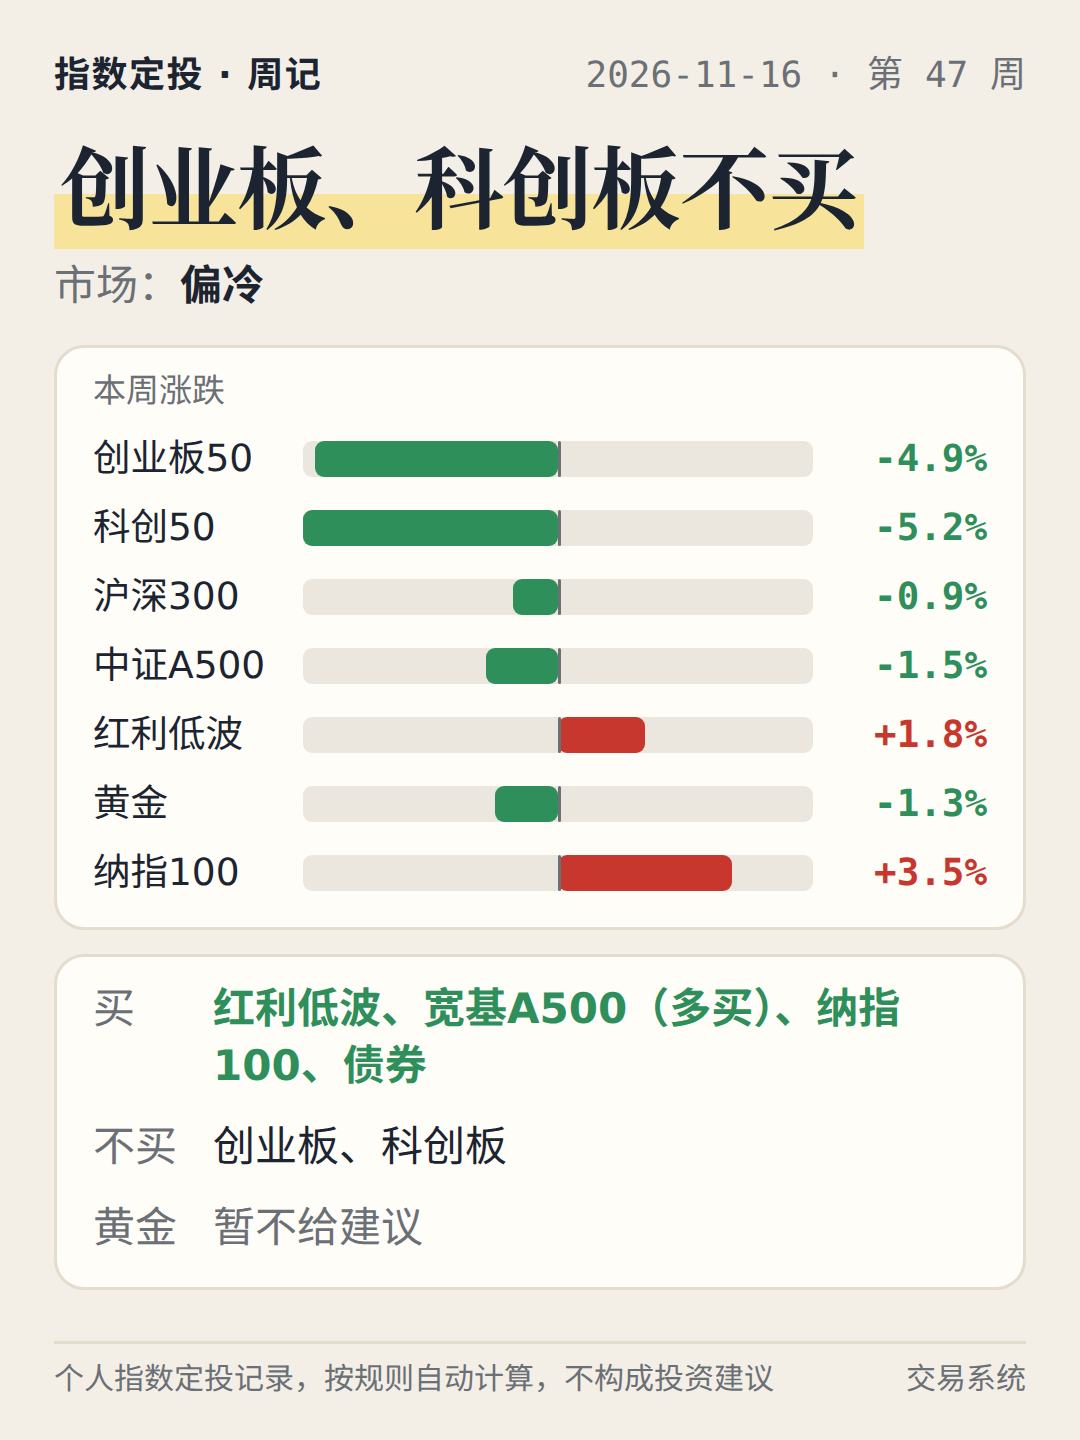 指数定投 · 周记
2026-11-16 · 第 47 周
创业板、科创板不买
市场：偏冷
本周涨跌
创业板50 -4.9%
科创50 -5.2%
沪深300 -0.9%
中证A500 -1.5%
红利低波 +1.8%
黄金 -1.3%
纳指100 +3.5%
买 红利低波、宽基A500（多买）、纳指
100、债券
不买 创业板、科创板
黄金 暂不给建议
个人指数定投记录，按规则自动计算，不构成投资建议
交易系统